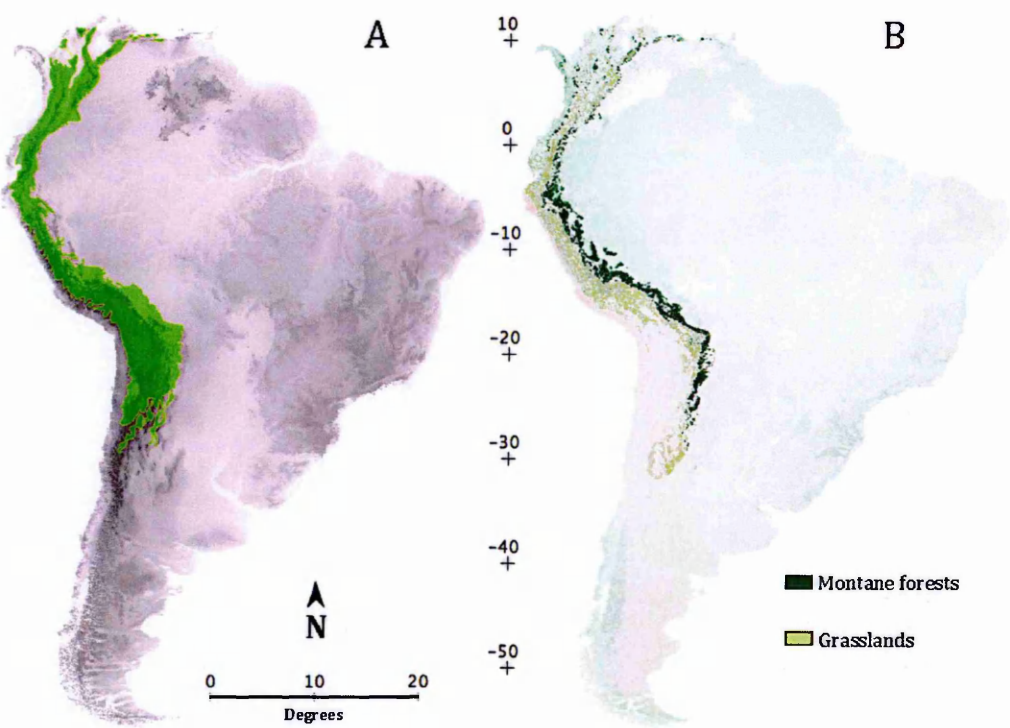 A
B
10
+
0
+
-10
+
-20
+
-30
+
-40
+
-50
+
Montane forests
Grasslands
N
0 10 20
Degrees